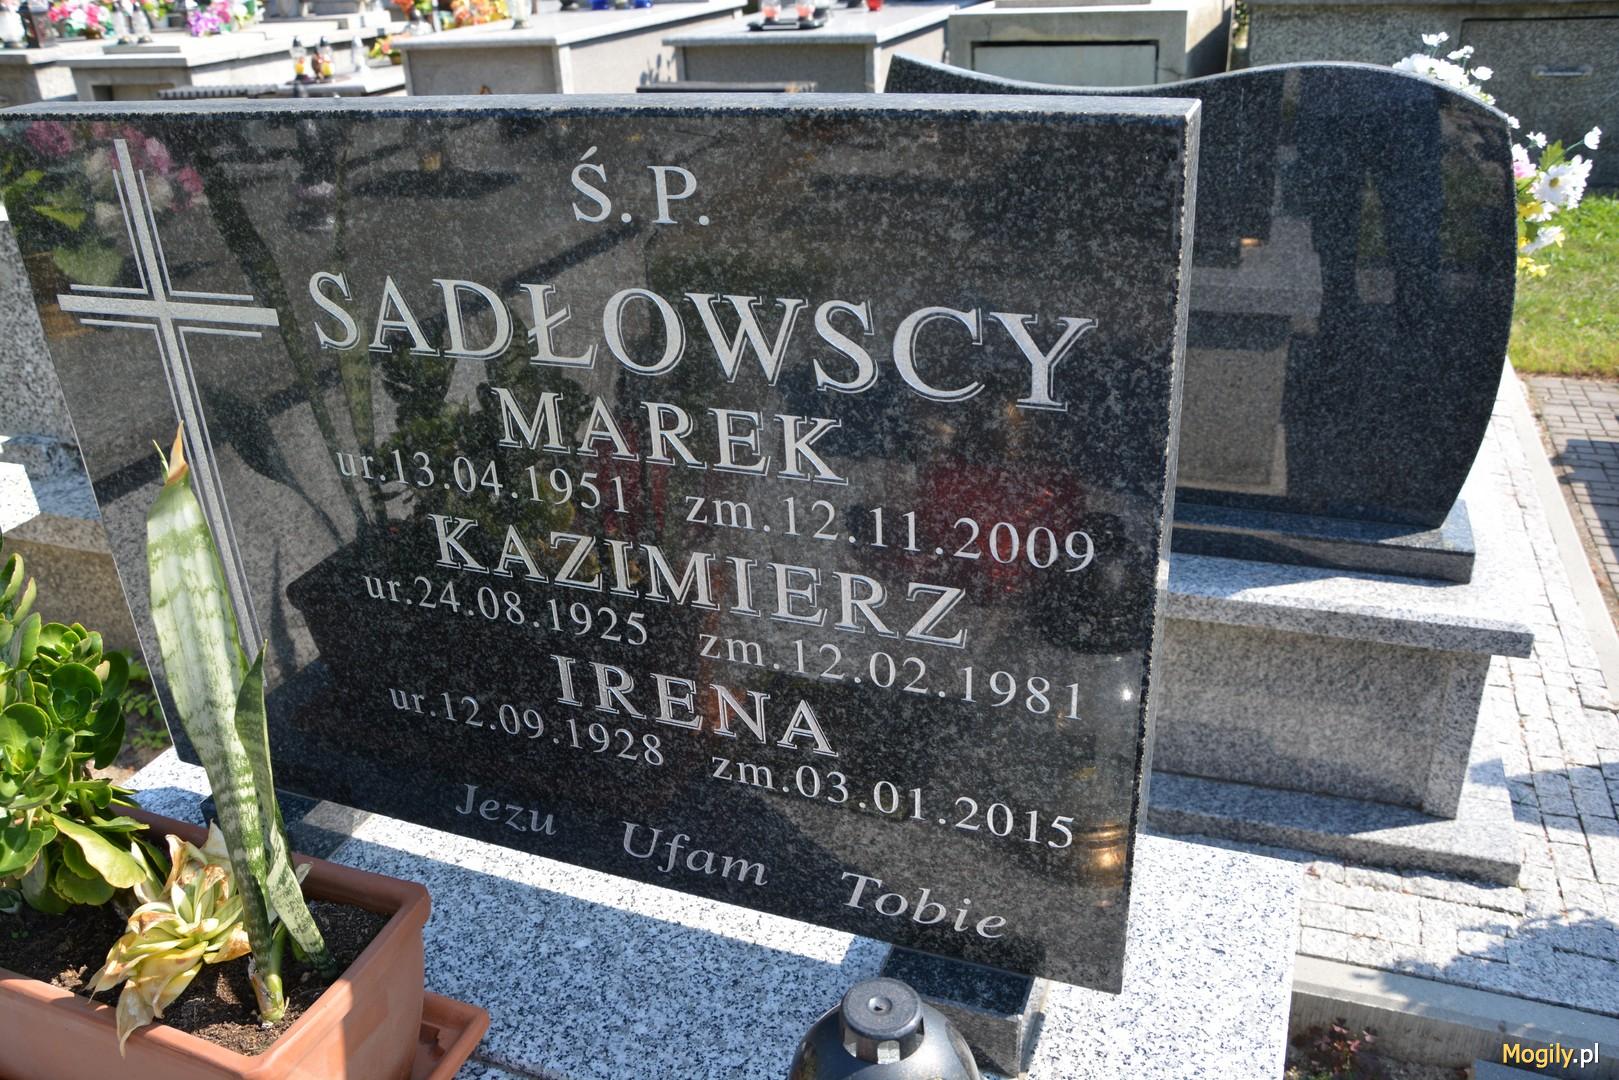 Ś.P.
SADŁOWSCY
MAREK
ur.13.04.1951 zm.12.11.2009
KAZIMIERZ
ur.24.08.1925 zm.12.02.1981
IRENA
ur.12.09.1928 zm.03.01.2015
Jezu Ufam Tobie
Mogily.pl